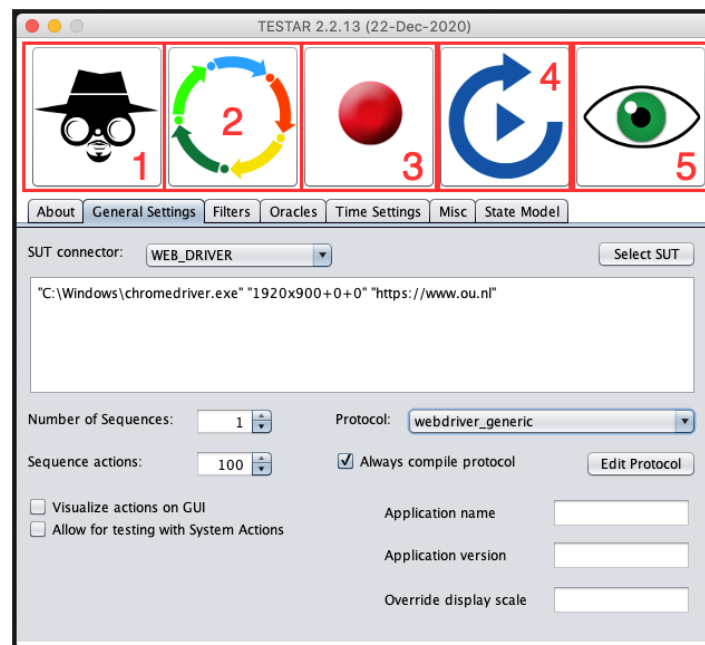 TESTAR 2.2.13 (22-Dec-2020)
1 2 3 4 5
About General Settings Filters Oracles Time Settings Misc State Model
SUT connector: WEB_DRIVER Select SUT
"C:\Windows\chromedriver.exe" "1920x900+0+0" "https://www.ou.nl"
Number of Sequences: 1 Protocol: webdriver_generic
Sequence actions: 100 Always compile protocol Edit Protocol
Visualize actions on GUI Application name
Allow for testing with System Actions
Application version
Override display scale